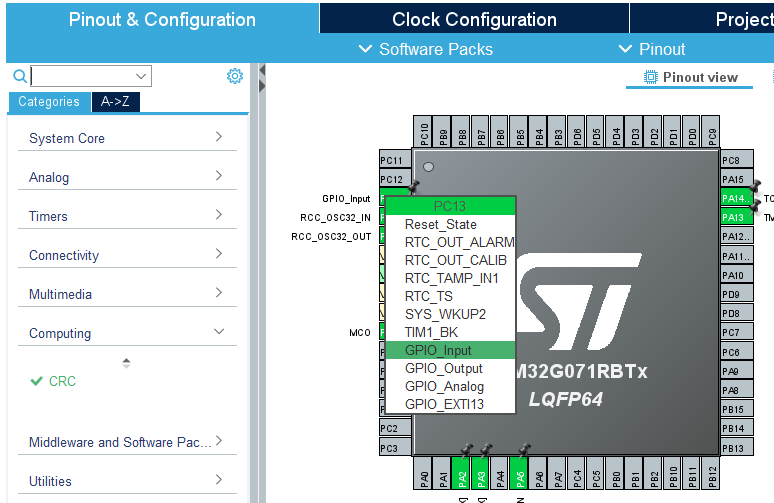 Pinout & Configuration
Clock Configuration
Project
Software Packs
Pinout
Categories
A->Z
Pinout view
System Core
Analog
Timers
Connectivity
Multimedia
Computing
CRC
Middleware and Software Pac...
Utilities
PC10
PB9
PB8
PB7
PB6
PB5
PB4
PB3
PD6
PD5
PD4
PD3
PD2
PD1
PD0
PC9
PC11
PC12
GPIO_Input
RCC_OSC32_IN
RCC_OSC32_OUT
MCO
PC2
PC3
PC13
Reset_State
RTC_OUT_ALARM
RTC_OUT_CALIB
RTC_TAMP_IN1
RTC_TS
SYS_WKUP2
TIM1_BK
GPIO_Input
GPIO_Output
GPIO_Analog
GPIO_EXTI13
M32G071RBTx
LQFP64
PC8
PA15
PA14..
PA13
PA12..
PA11..
PA10
PD9
PD8
PC7
PC6
PA9
PA8
PB15
PB14
PB13
PA0
PA1
PA2
PA3
PA4
PA5
PA6
PA7
PC4
PC5
PB0
PB1
PB2
PB10
PB11
PB12